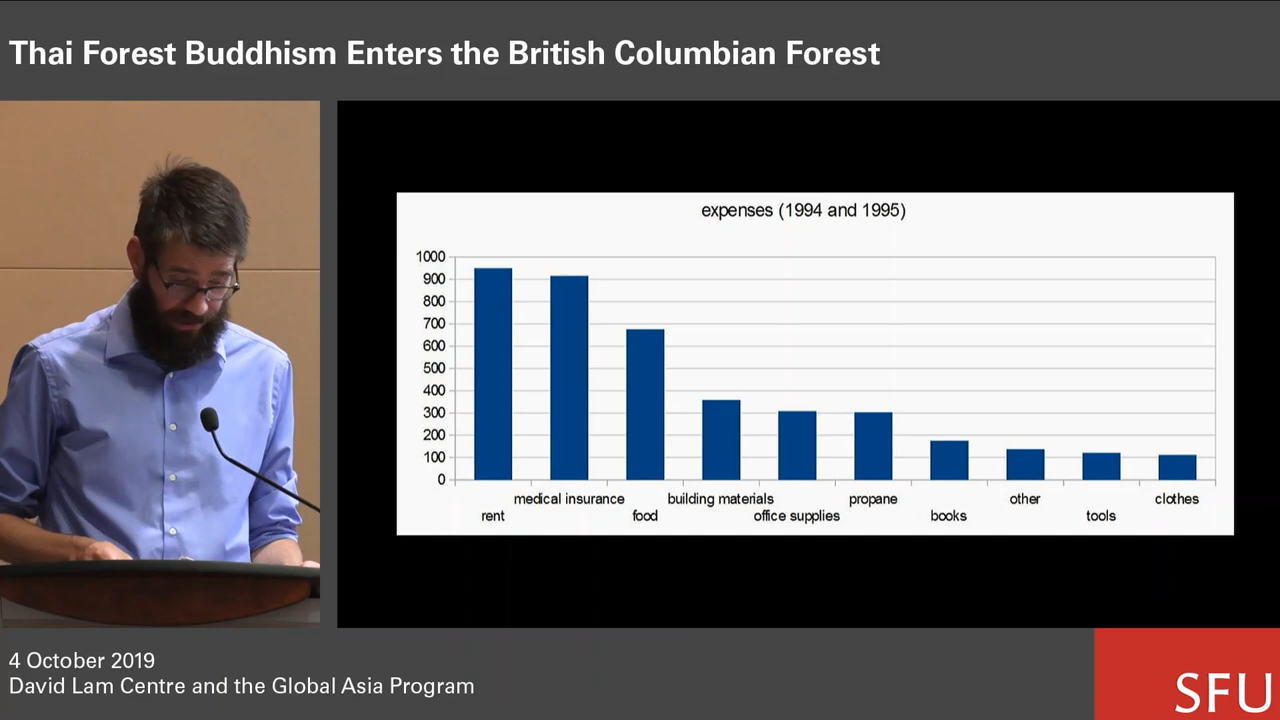 Thai Forest Buddhism Enters the British Columbian Forest
expenses (1994 and 1995)
1000
900
800
700
600
500
400
300
200
100
0
rent
medical insurance
food
building materials
office supplies
propane
books
other
tools
clothes
4 October 2019
David Lam Centre and the Global Asia Program
SFU